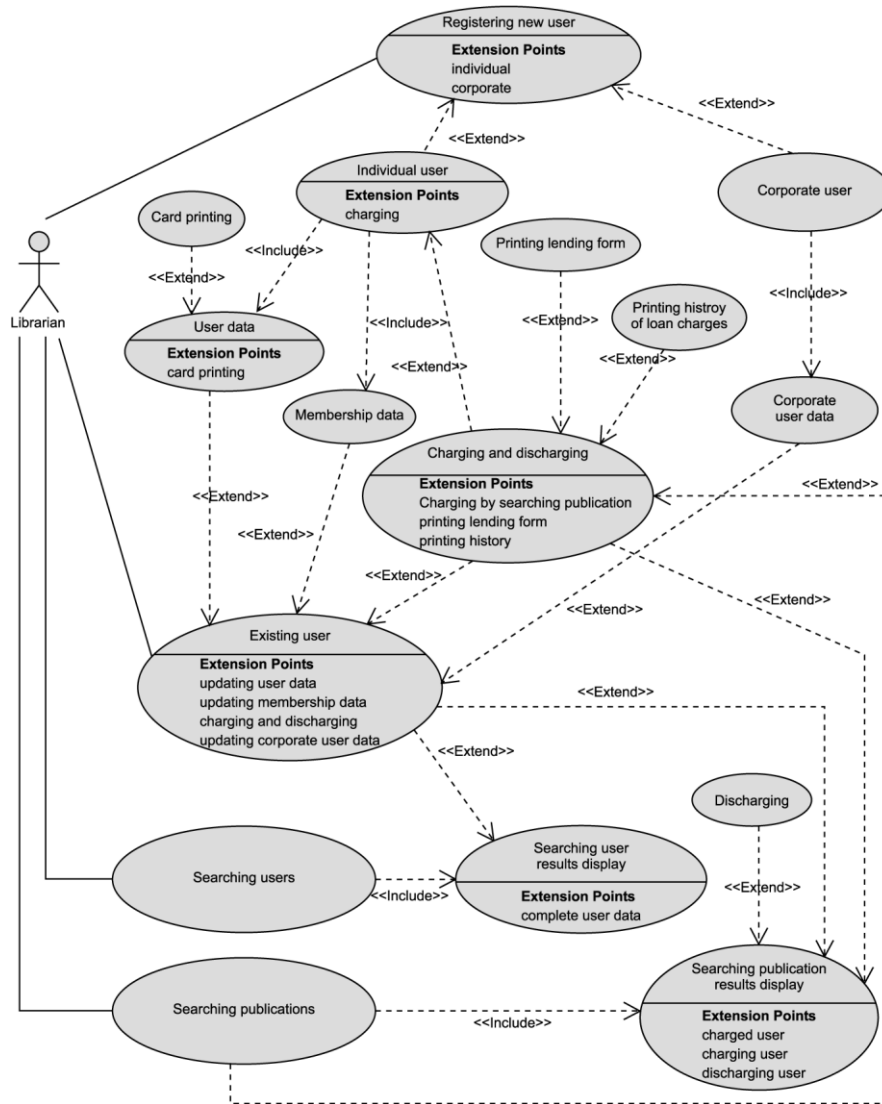 Registering new user
Extension Points
individual
corporate
<<Extend>>
<<Extend>>
Individual user
Extension Points
charging
Corporate user
Card printing
Printing lending form
<<Include>>
<<Extend>>
<<Include>>
Printing histroy
of loan charges
Librarian
User data
Extension Points
card printing
<<Include>>
<<Extend>>
<<Extend>>
Membership data
Corporate
user data
Charging and discharging
Extension Points
Charging by searching publication
printing lending form
printing history
<<Extend>>
<<Extend>>
<<Extend>>
<<Extend>>
<<Extend>>
<<Extend>>
<<Extend>>
Existing user
Extension Points
updating user data
updating membership data
charging and discharging
updating corporate user data
<<Extend>>
<<Extend>>
Discharging
Searching user
results display
Extension Points
complete user data
Searching users
<<Include>>
<<Extend>>
Searching publication
results display
Extension Points
charged user
charging user
discharging user
Searching publications
<<Include>>